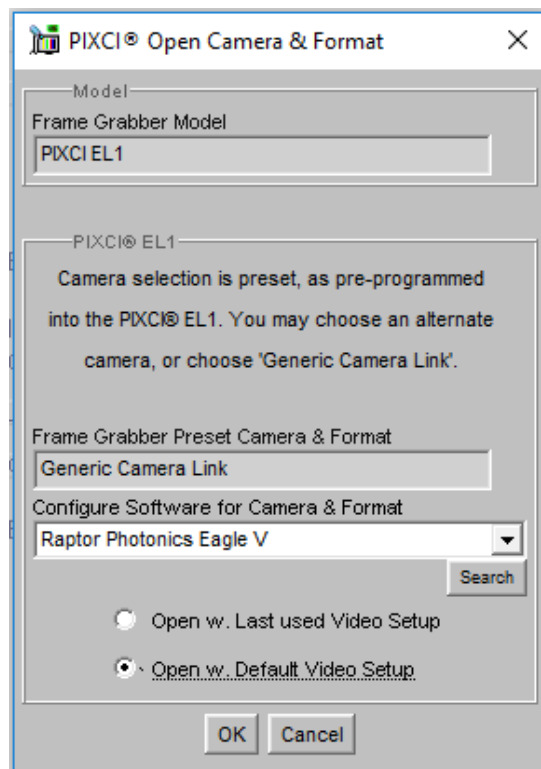 PIXCI® Open Camera & Format
Model
Frame Grabber Model
PIXCI EL1
PIXCI® EL1
Camera selection is preset, as pre-programmed
into the PIXCI® EL1. You may choose an alternate
camera, or choose 'Generic Camera Link'.
Frame Grabber Preset Camera & Format
Generic Camera Link
Configure Software for Camera & Format
Raptor Photonics Eagle V
Search
Open w. Last used Video Setup
Open w. Default Video Setup
OK Cancel